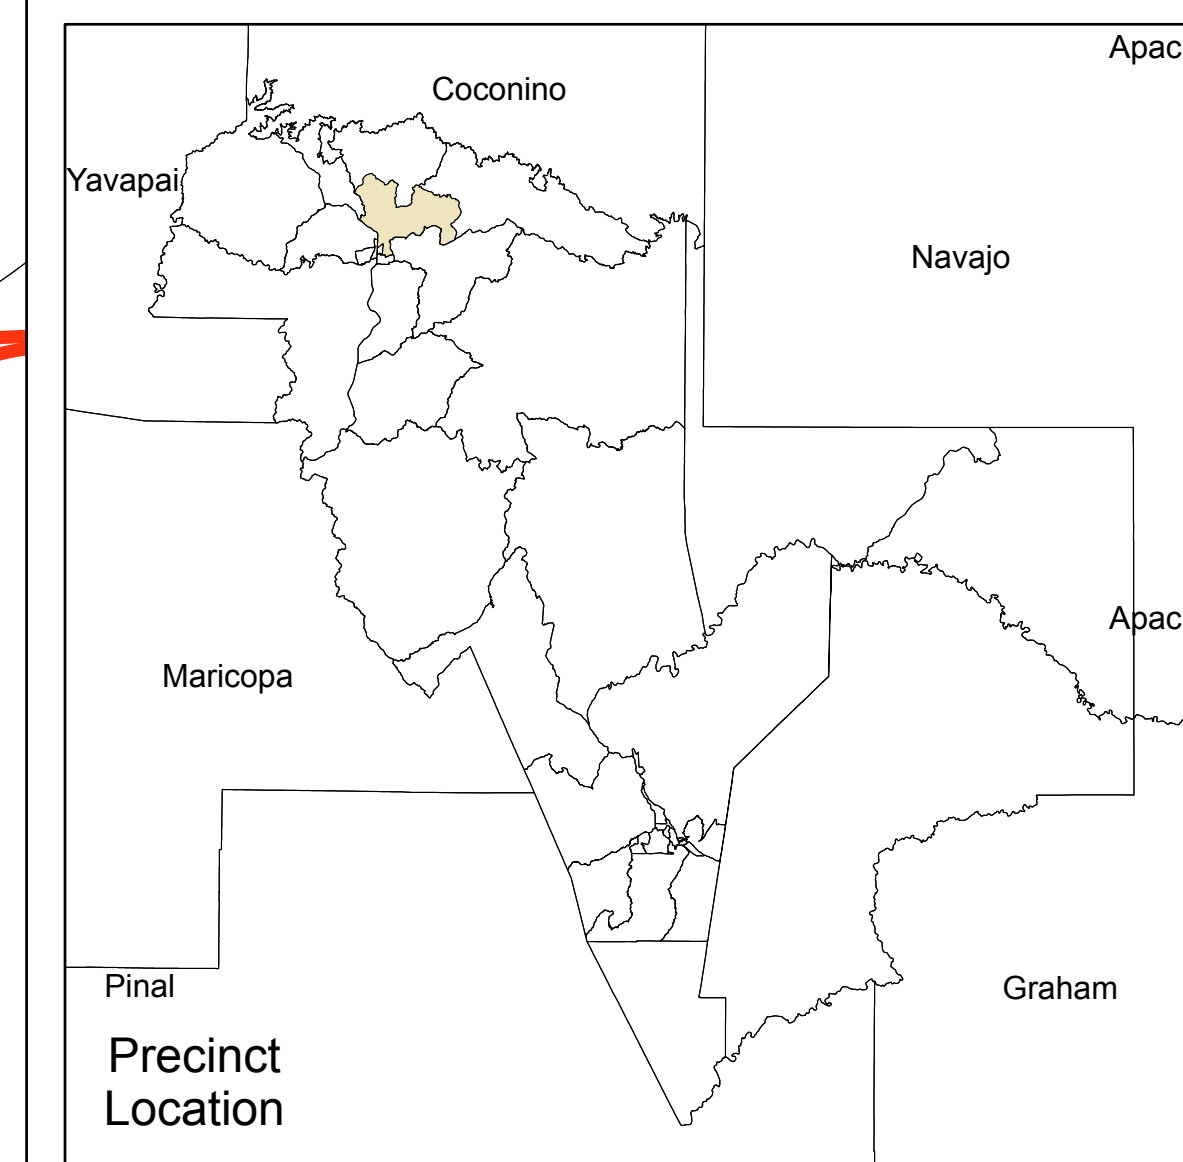 Apac
Coconino
Yavapai
Navajo
Apac
Maricopa
Pinal
Graham
Precinct
Location